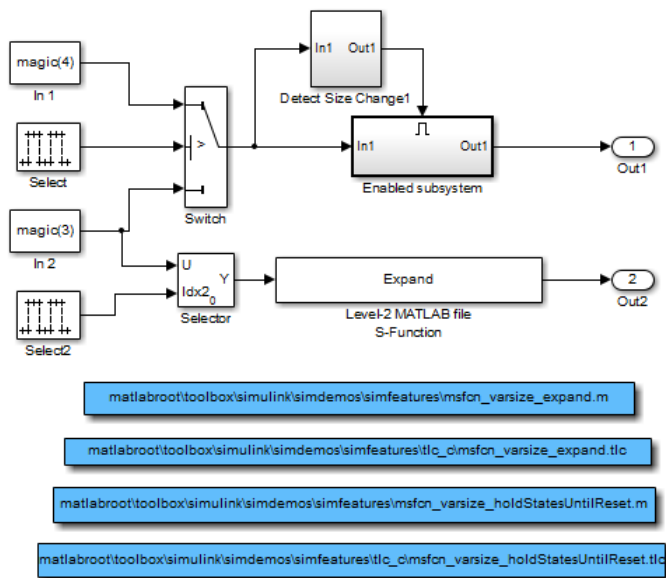 magic(4)
In 1
In1
Out1
Detect Size Change1
Select
>
Switch
In1
Out1
Enabled subsystem
1
Out1
magic(3)
In 2
U
Y
Idx2
0
Selector
Select2
Expand
Level-2 MATLAB file
S-Function
2
Out2
matlabroot\toolbox\simulink\simdemos\simfeatures\msfcn_varsize_expand.m
matlabroot\toolbox\simulink\simdemos\simfeatures\tlc_c\msfcn_varsize_expand.tlc
matlabroot\toolbox\simulink\simdemos\simfeatures\msfcn_varsize_holdStatesUntilReset.m
matlabroot\toolbox\simulink\simdemos\simfeatures\tlc_c\msfcn_varsize_holdStatesUntilReset.tlc